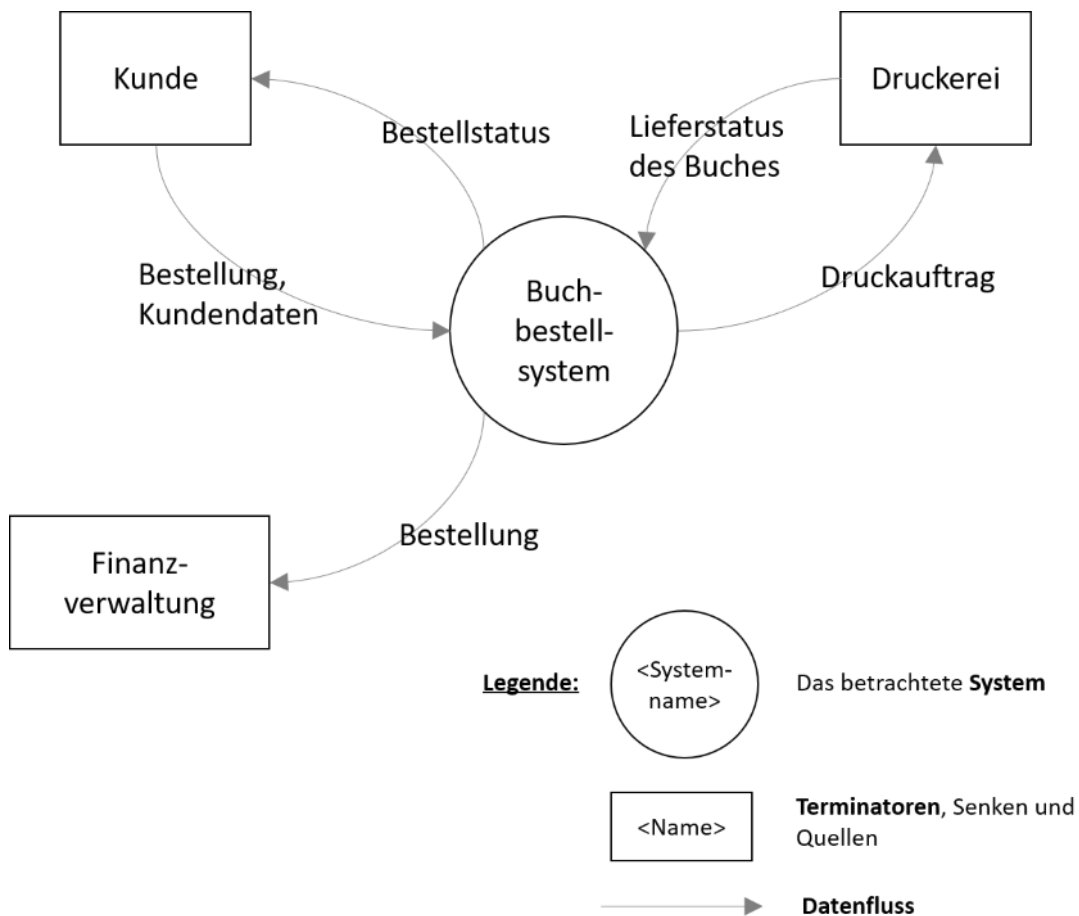 Kunde
Druckerei
Bestellstatus
Lieferstatus
des Buches
Bestellung,
Kundendaten
Druckauftrag
Buch-
bestell-
system
Bestellung
Finanz-
verwaltung
Legende:
<System-
name>
Das betrachtete System
<Name>
Terminatoren, Senken und
Quellen
Datenfluss